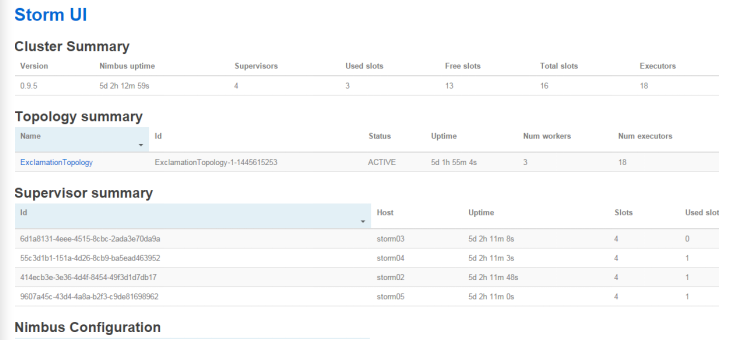 Storm UI
Cluster Summary
Version Nimbus uptime Supervisors Used slots Free slots Total slots Executors
0.9.5 5d 2h 12m 59s 4 3 13 16 18
Topology summary
Name Id Status Uptime Num workers Num executors
ExclamationTopology ExclamationTopology-1-1445615253 ACTIVE 5d 1h 55m 4s 3 18
Supervisor summary
Id Host Uptime Slots Used slot
6d1a8131-4eee-4515-8cbc-2ada3e70da9a storm03 5d 2h 11m 8s 4 0
55c3d1b1-151a-4d26-8cb9-ba5ead463952 storm04 5d 2h 11m 3s 4 1
414ecb3e-3e36-4d4f-8454-49f3d1d7db17 storm02 5d 2h 11m 48s 4 1
9607a45c-43d4-4a8a-b2f3-c9de81698962 storm05 5d 2h 11m 0s 4 1
Nimbus Configuration